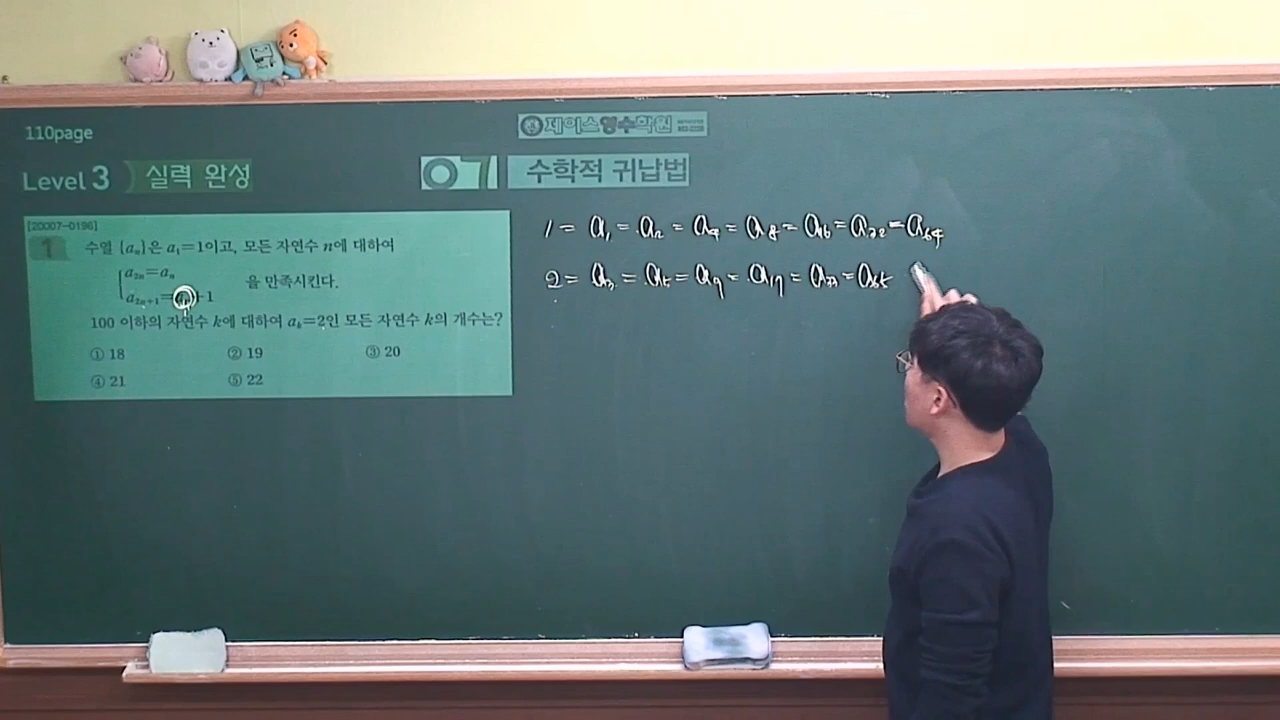 110page
제이스영수학원
Level 3 실력 완성
07 수학적 귀납법
[20007-0196]
1 수열 {aₙ}은 a₁=1이고, 모든 자연수 n에 대하여
a₂ₙ=aₙ
을 만족시킨다.
a₂ₙ₊₁=aₙ+1
100 이하의 자연수 k에 대하여 aₖ=2인 모든 자연수 k의 개수는?
① 18 ② 19 ③ 20
④ 21 ⑤ 22
1 = a₁ = a₂ = a₄ = a₈ = a₁₆ = a₃₂ = a₆₄
2 = a₃ = a₅ = a₉ = a₁₇ = a₃₃ = a₆₅